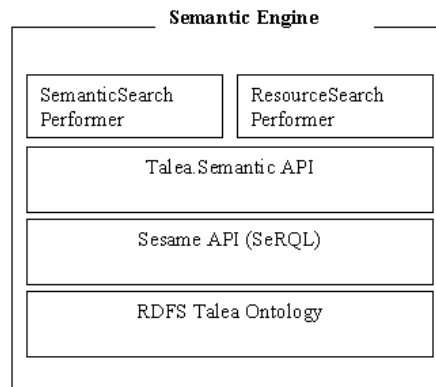 Semantic Engine
SemanticSearch
Performer
ResourceSearch
Performer
Talea.Semantic API
Sesame API (SeRQL)
RDFS Talea Ontology